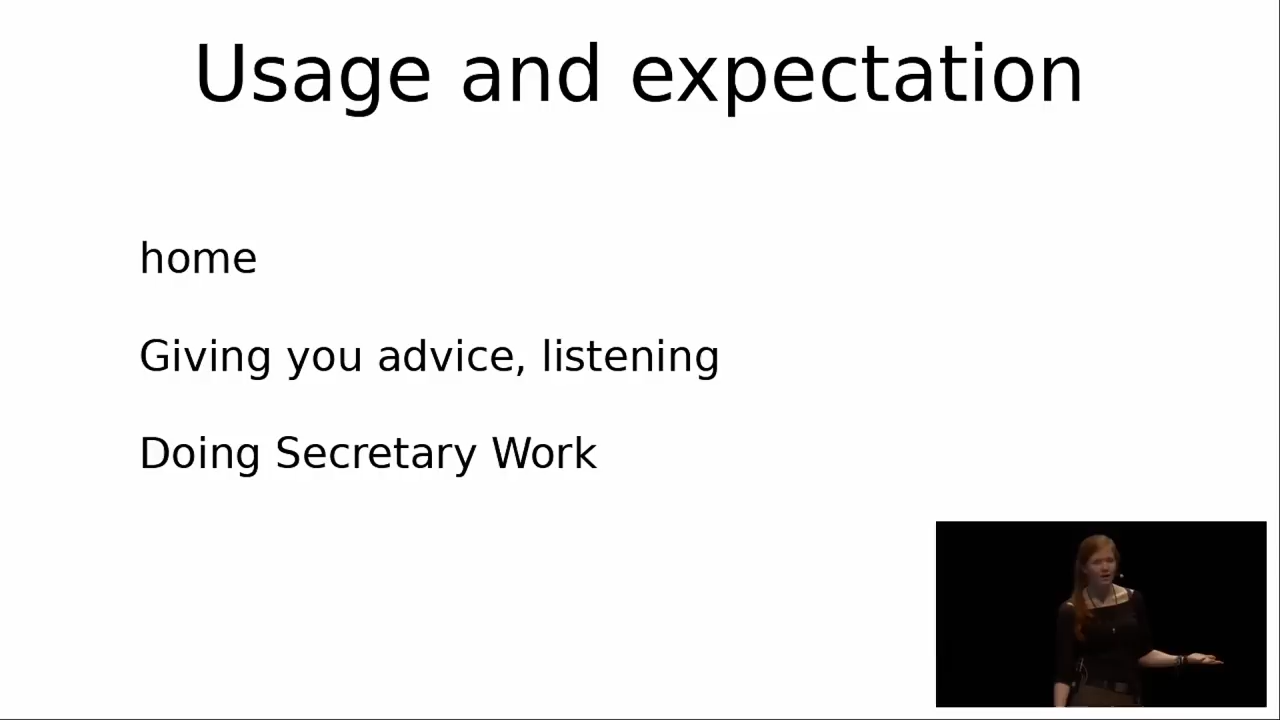 Usage and expectation
home
Giving you advice, listening
Doing Secretary Work